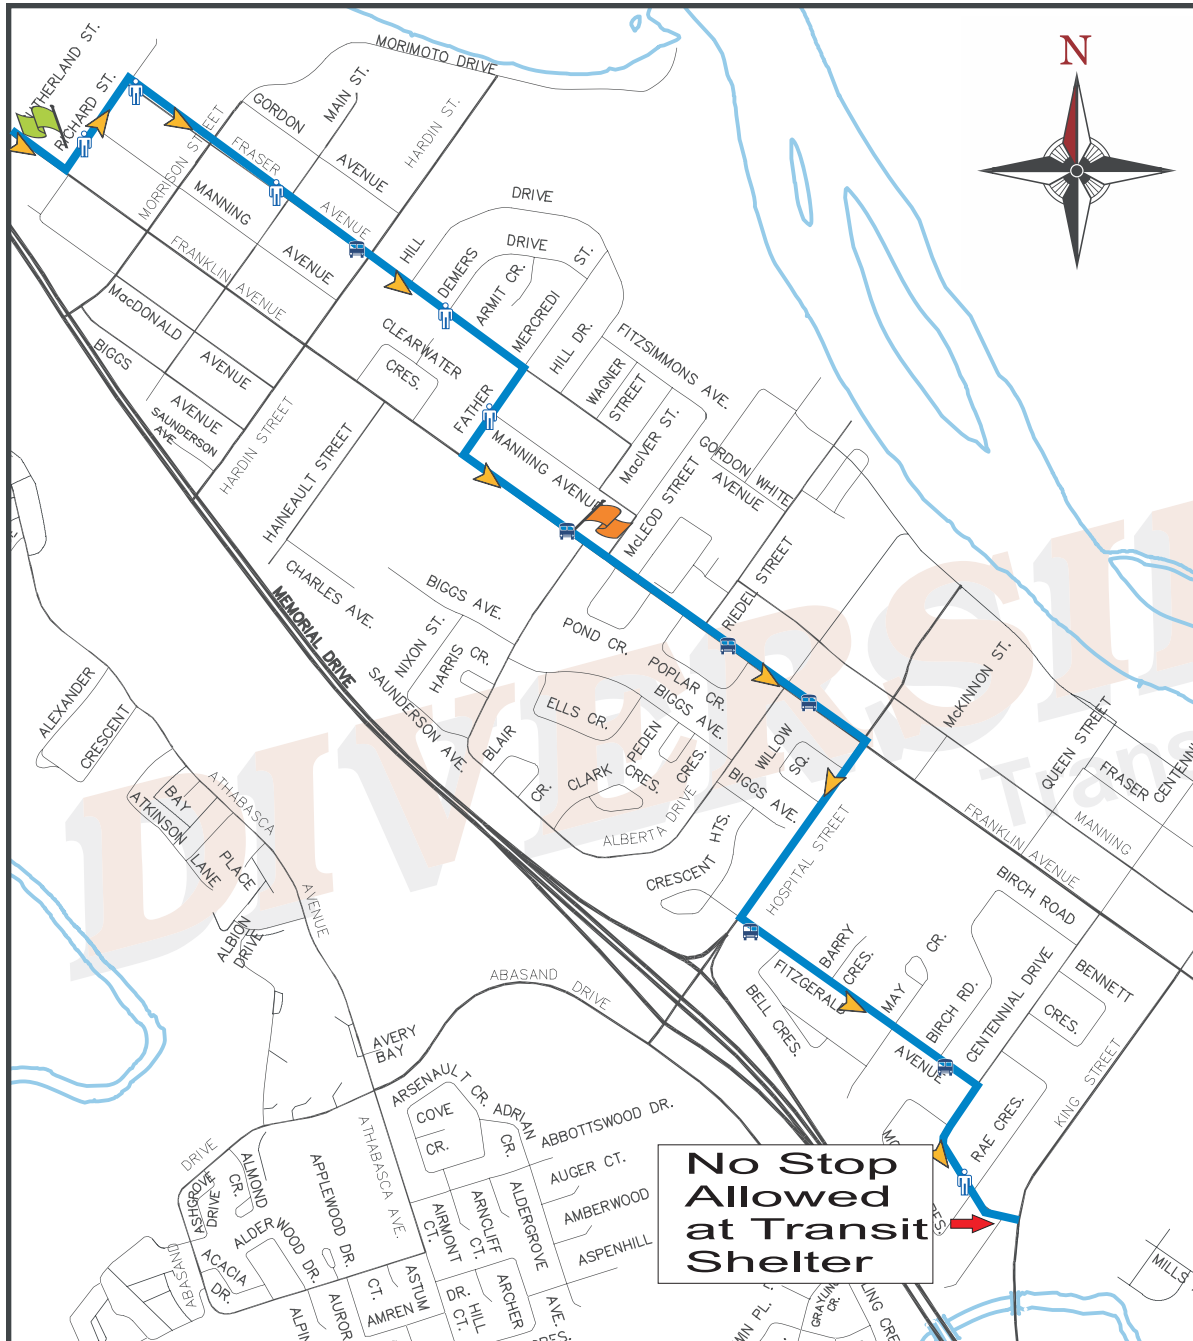 MORIMOTO DRIVE
N
RICHARD ST.
GORDON
AVENUE
MAIN ST.
HARDIN ST.
FRASER
AVENUE
MORRISON STREET
MANNING
AVENUE
FRANKLIN
AVENUE
HILL
DRIVE
DEMERS
DRIVE
ARMIT CR.
MERCREDI
ST.
HILL DR.
FITZSIMMONS AVE.
WAGNER
STREET
MacDONALD
AVENUE
BIGGS
AVENUE
SAUNDERSON
AVE.
HARDIN STREET
CLEARWATER
CRES.
FATHER
MANNING AVENUE
MacIVER ST.
McLEOD STREET
GORDON WHITE
AVENUE
HAINEAULT STREET
CHARLES AVE.
BIGGS AVE.
MEMORIAL DRIVE
NIXON ST.
HARRIS CR.
SAUNDERSON AVE.
POND CR.
POPLAR CR.
RIEDEL STREET
BIGGS AVE.
ELLS CR.
PEDEN
CRES.
CLARK
CRES.
BLAIR
CR.
WILLOW
SQ.
BIGGS AVE.
ALBERTA DRIVE
CRESCENT HTS.
HOSPITAL STREET
McKINNON ST.
QUEEN STREET
FRASER
MANNING
FRANKLIN
AVENUE
DIVERSI
Trans
ALEXANDER
CRESCENT
ATHABASCA
AVENUE
BAY
ATKINSON
LANE
PLACE
ALBION
DRIVE
BIRCH ROAD
BARRY
CRES.
FITZGERALD
AVENUE
MAY
CR.
BIRCH RD.
CENTENNIAL DRIVE
BENNETT
CRES.
BELL CRES.
KING STREET
RAE CRES.
ABASAND
DRIVE
AVERY
BAY
ARSENAULT CR.
COVE
CR.
ADRIAN
CR.
ABBOTTSWOOD DR.
AUGER CT.
AMBERWOOD
ASPENHILL
ALDERGROVE
AVE.
ARNCLIFF
CT.
AIRMONT
CT.
ATHABASCA AVE.
DRIVE
ABASAND
ASHGROVE
DRIVE
ALMOND
CR.
APPLEWOOD DR.
ALDER WOOD DR.
ACACIA
DR.
CT.
AMREN
ASTUM
DR.
HILL
CT.
ARCHER
No Stop
Allowed
at Transit
Shelter